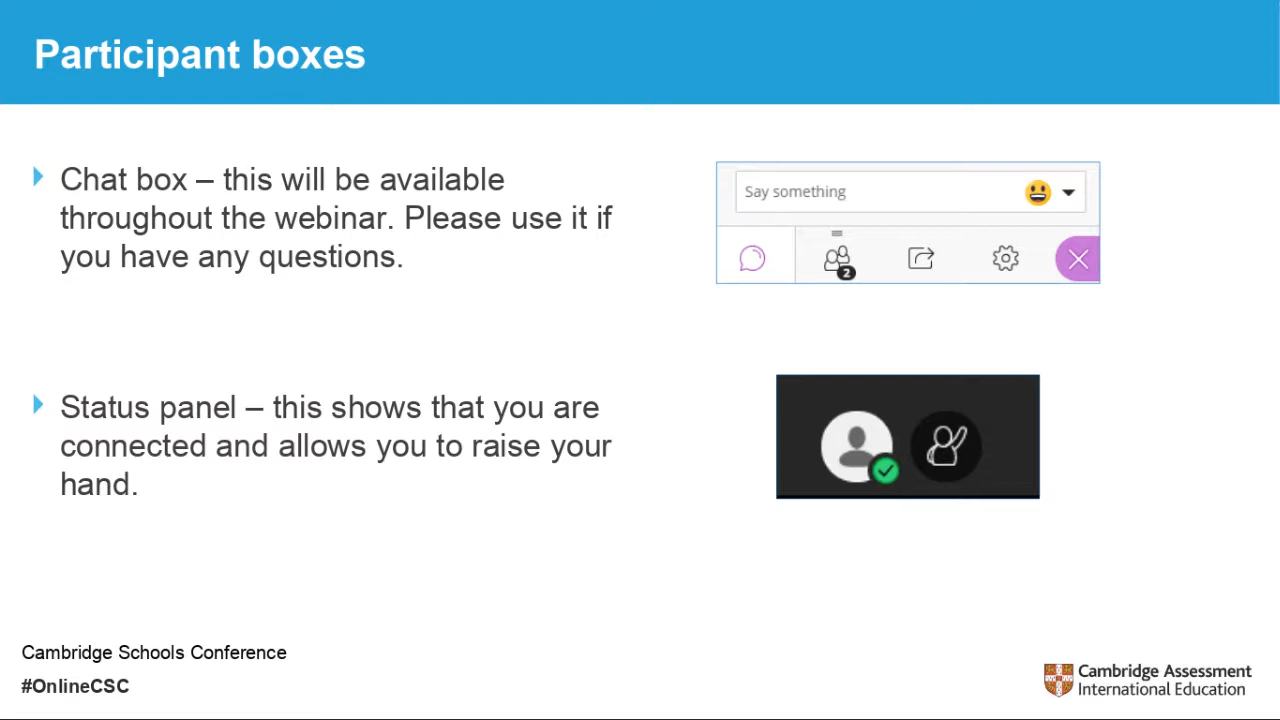 Participant boxes
Chat box – this will be available
throughout the webinar. Please use it if
you have any questions.
Say something
2
Status panel – this shows that you are
connected and allows you to raise your
hand.
Cambridge Schools Conference
#OnlineCSC
Cambridge Assessment
International Education